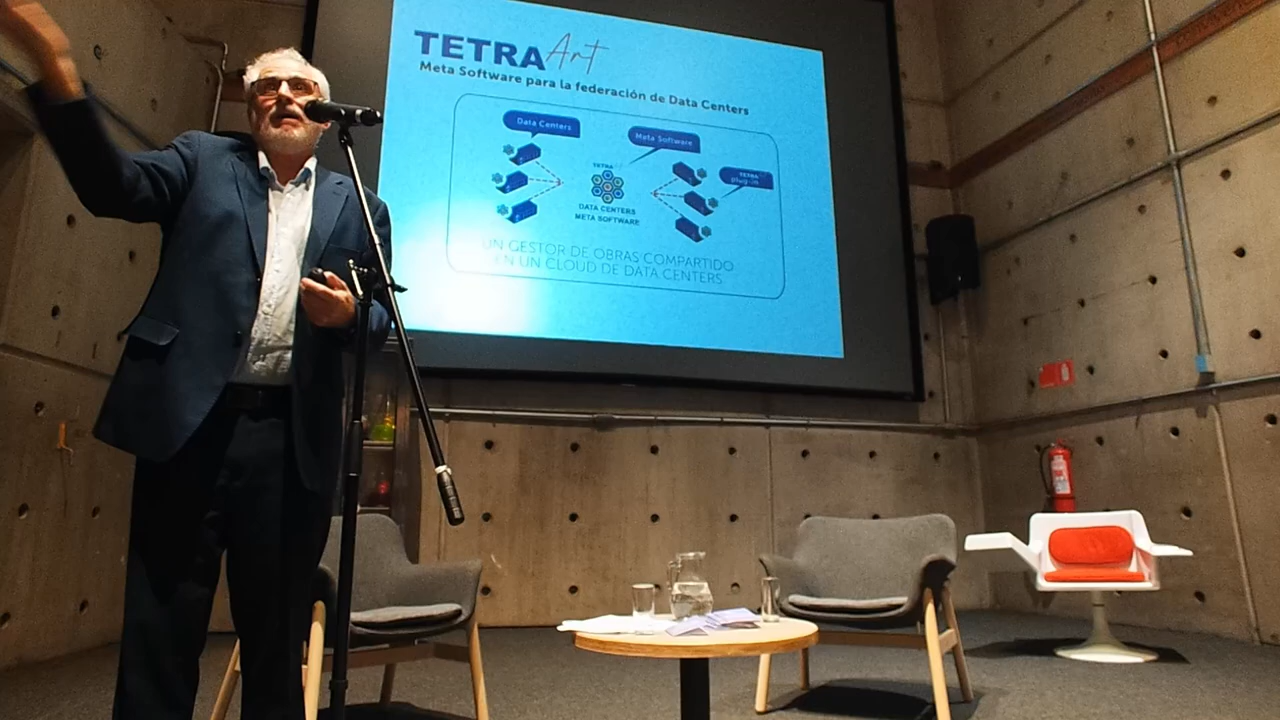 TETRA Art
Meta Software para la federación de Data Centers
Data Centers
Meta Software
TETRA
TETRA
plug-in
DATA CENTERS
META SOFTWARE
UN GESTOR DE OBRAS COMPARTIDO
EN UN CLOUD DE DATA CENTERS